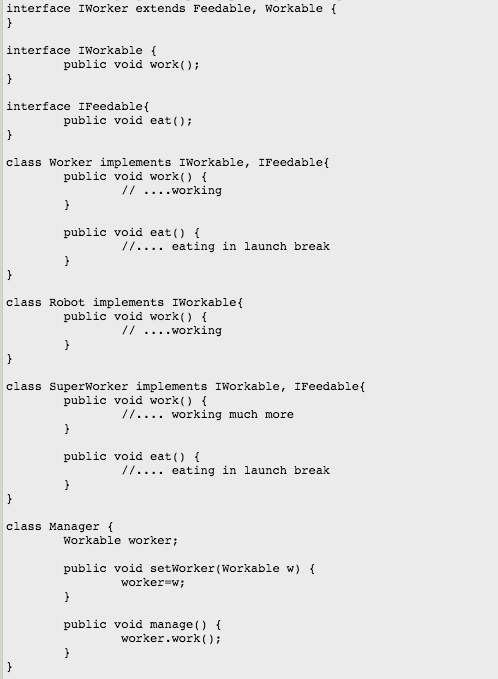 interface IWorker extends Feedable, Workable {
}

interface IWorkable {
        public void work();
}

interface IFeedable{
        public void eat();
}

class Worker implements IWorkable, IFeedable{
        public void work() {
                // ....working
        }

        public void eat() {
                //.... eating in launch break
        }
}

class Robot implements IWorkable{
        public void work() {
                // ....working
        }
}

class SuperWorker implements IWorkable, IFeedable{
        public void work() {
                //.... working much more
        }

        public void eat() {
                //.... eating in launch break
        }
}

class Manager {
        Workable worker;

        public void setWorker(Workable w) {
                worker=w;
        }

        public void manage() {
                worker.work();
        }
}